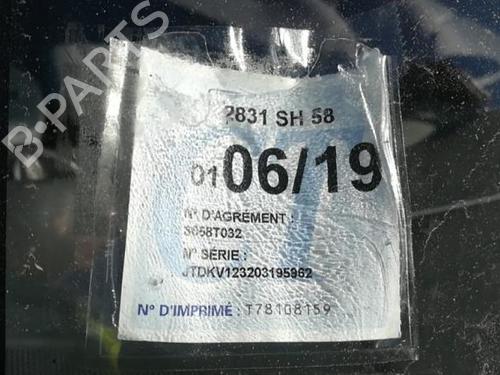 B-PARTS
2831 SH 58
01 06/19
N° D'AGRÉMENT :
S058T032
N° SÉRIE :
JTDKV123203195962
N° D'IMPRIMÉ : T78108159